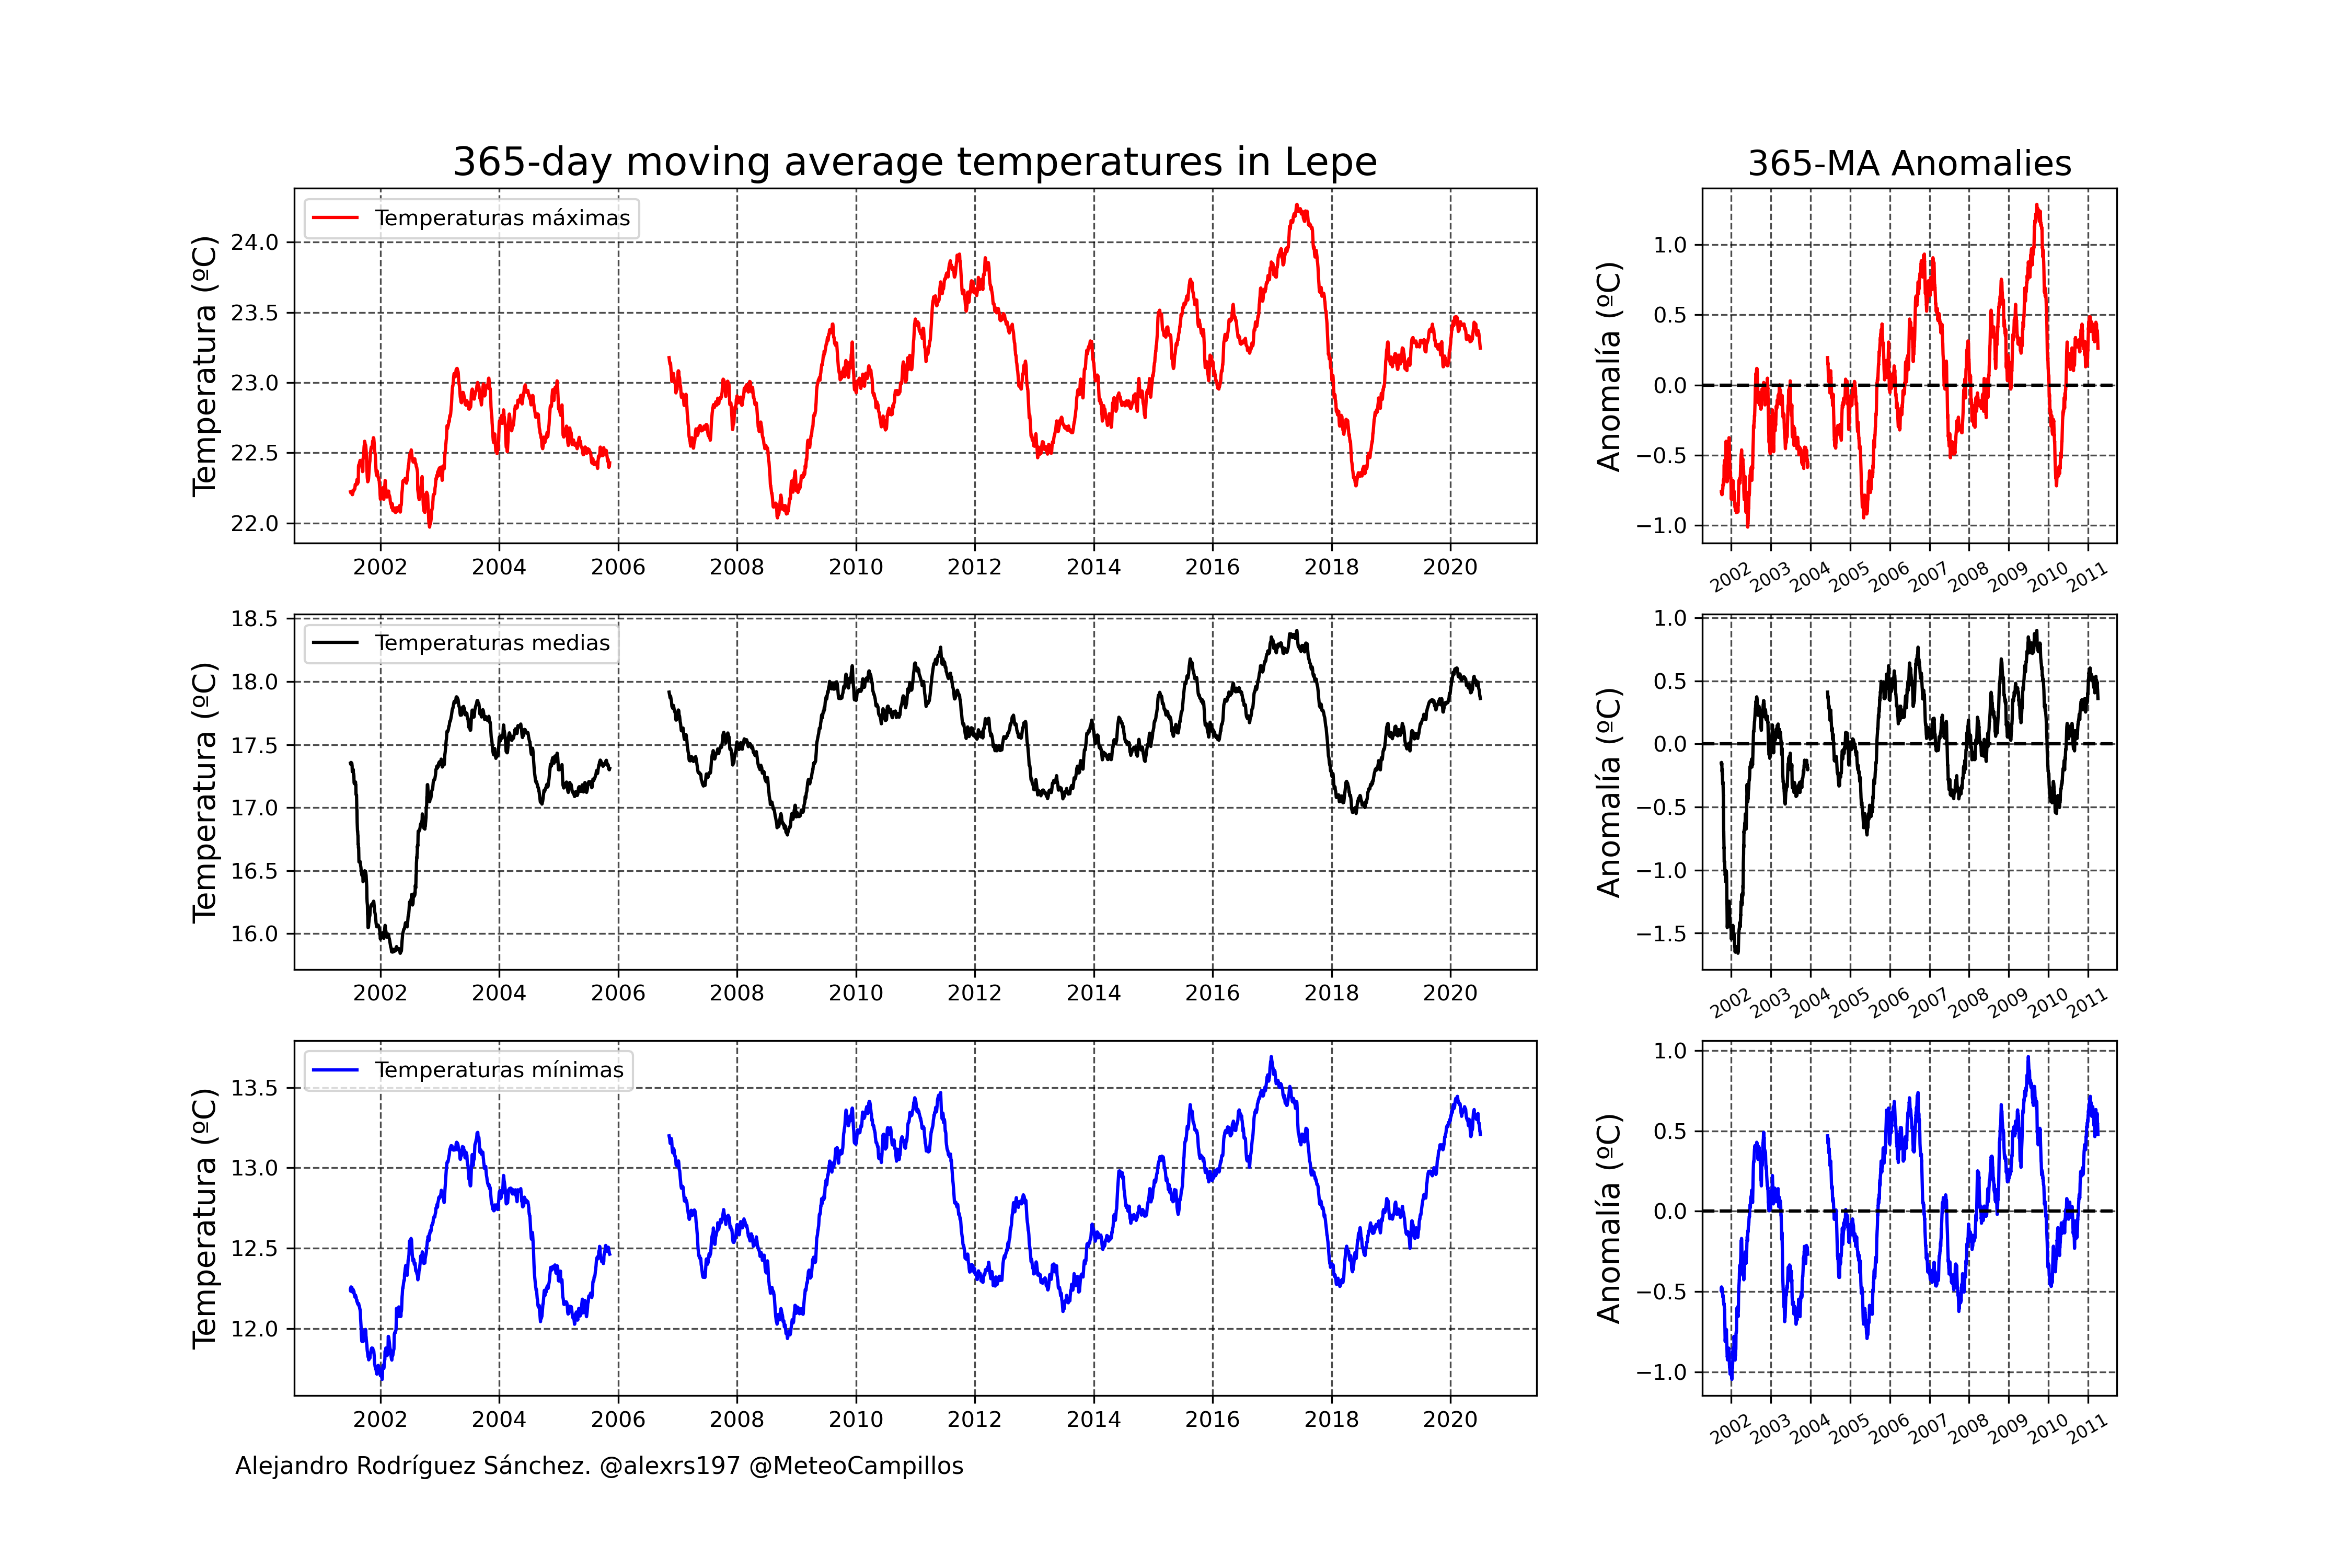 365-day moving average temperatures in Lepe
365-MA Anomalies
Temperatura (ºC)
24.0
23.5
23.0
22.5
22.0
Temperaturas máximas
2002 2004 2006 2008 2010 2012 2014 2016 2018 2020
Anomalía (ºC)
1.0
0.5
0.0
−0.5
−1.0
2002 2003 2004 2005 2006 2007 2008 2009 2010 2011
Temperatura (ºC)
18.5
18.0
17.5
17.0
16.5
16.0
Temperaturas medias
2002 2004 2006 2008 2010 2012 2014 2016 2018 2020
Anomalía (ºC)
1.0
0.5
0.0
−0.5
−1.0
−1.5
2002 2003 2004 2005 2006 2007 2008 2009 2010 2011
Temperatura (ºC)
13.5
13.0
12.5
12.0
Temperaturas mínimas
2002 2004 2006 2008 2010 2012 2014 2016 2018 2020
Anomalía (ºC)
1.0
0.5
0.0
−0.5
−1.0
2002 2003 2004 2005 2006 2007 2008 2009 2010 2011
Alejandro Rodríguez Sánchez. @alexrs197 @MeteoCampillos